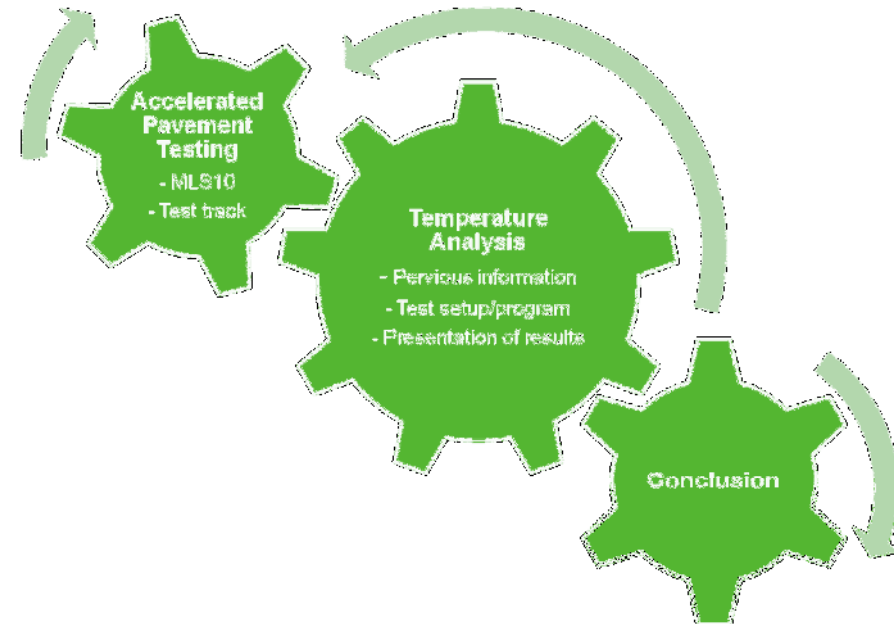 Accelerated
Pavement
Testing
- MLS10
- Test track
Temperature
Analysis
- Pervious information
- Test setup/program
- Presentation of results
Conclusion